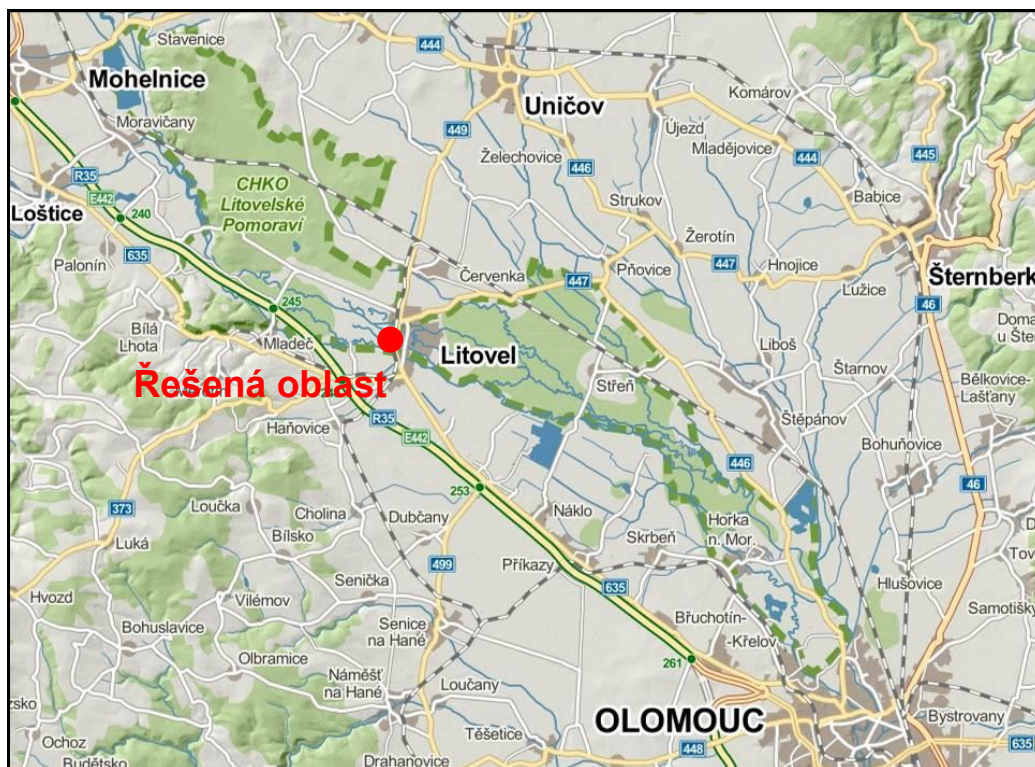 Stavenice
444
Mohelnice
Komárov
Uničov
Moravičany
449
Újezd
Mladějovice
Želechovice
446
444
445
R35
E442
CHKO
Litovelské
Pomoraví
Strukov
Babice
Loštice
240
635
Žerotín
447
Palonín
Červenka
447
Pňovice
Hnojice
Šternberk
Lužice
46
245
Bílá
Lhota
Mladeč
Litovel
Doma
u Šte
Liboš
Řešená oblast
Střeň
Štarnov
Bělkovice-
Lašťany
R35
Haňovice
Štěpánov
E442
Bohuňovice
446
46
253
373
Loučka
Cholina
Dubčany
Náklo
Horka
n. Mor.
Luká
Bílsko
Skrbeň
499
Příkazy
Senička
635
Hlušovice
Hvozd
Vilémov
Samotišky
Břuchotín-
-Křelov
Bohuslavice
Senice
na Hané
Olbramice
261
Náměšť
na Hané
Loučany
OLOMOUC
Bystrovany
Těšetice
Ochoz
448
635
Budětsko
Drahanovice